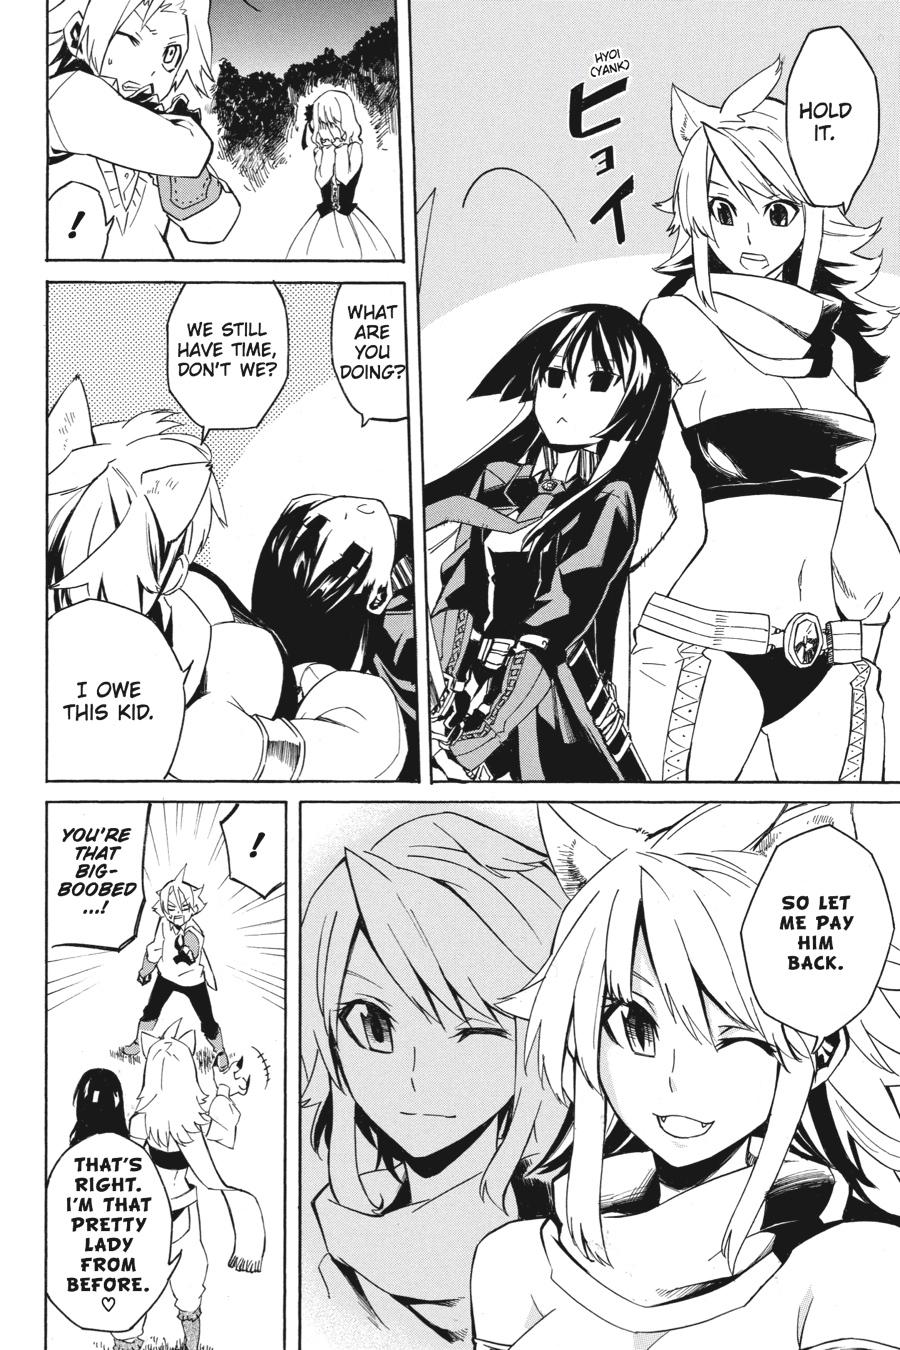 HOLD
IT.
HYOI
(YANK)
ヒョイ
!
WHAT
ARE
YOU
DOING?
WE STILL
HAVE TIME,
DON'T WE?
I OWE
THIS KID.
SO LET
ME PAY
HIM
BACK.
!
YOU'RE
THAT
BIG-
BOOBED
...!
THAT'S
RIGHT.
I'M THAT
PRETTY
LADY
FROM
BEFORE.
♡